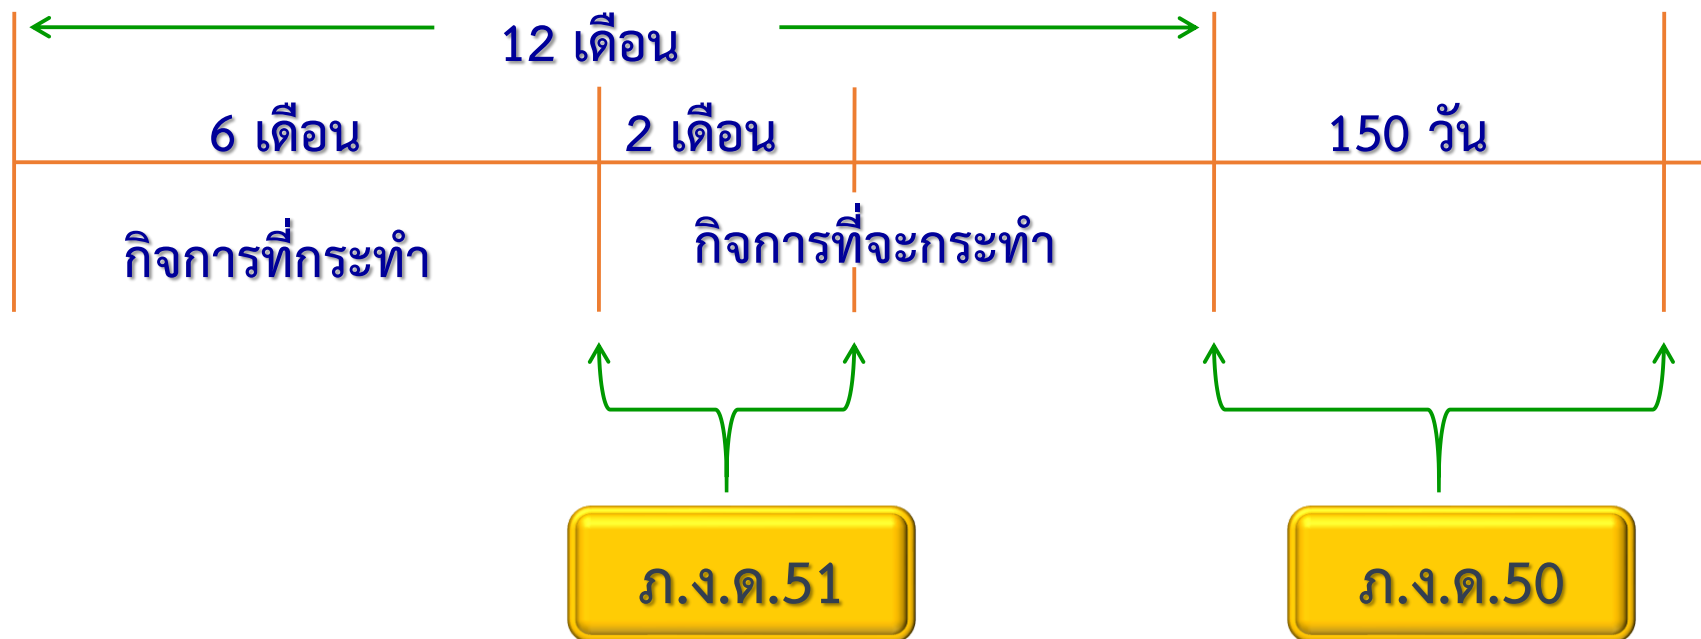 12 เดือน
6 เดือน
2 เดือน
150 วัน
กิจการที่กระทำ
กิจการที่จะกระทำ
ภ.ง.ด.51
ภ.ง.ด.50